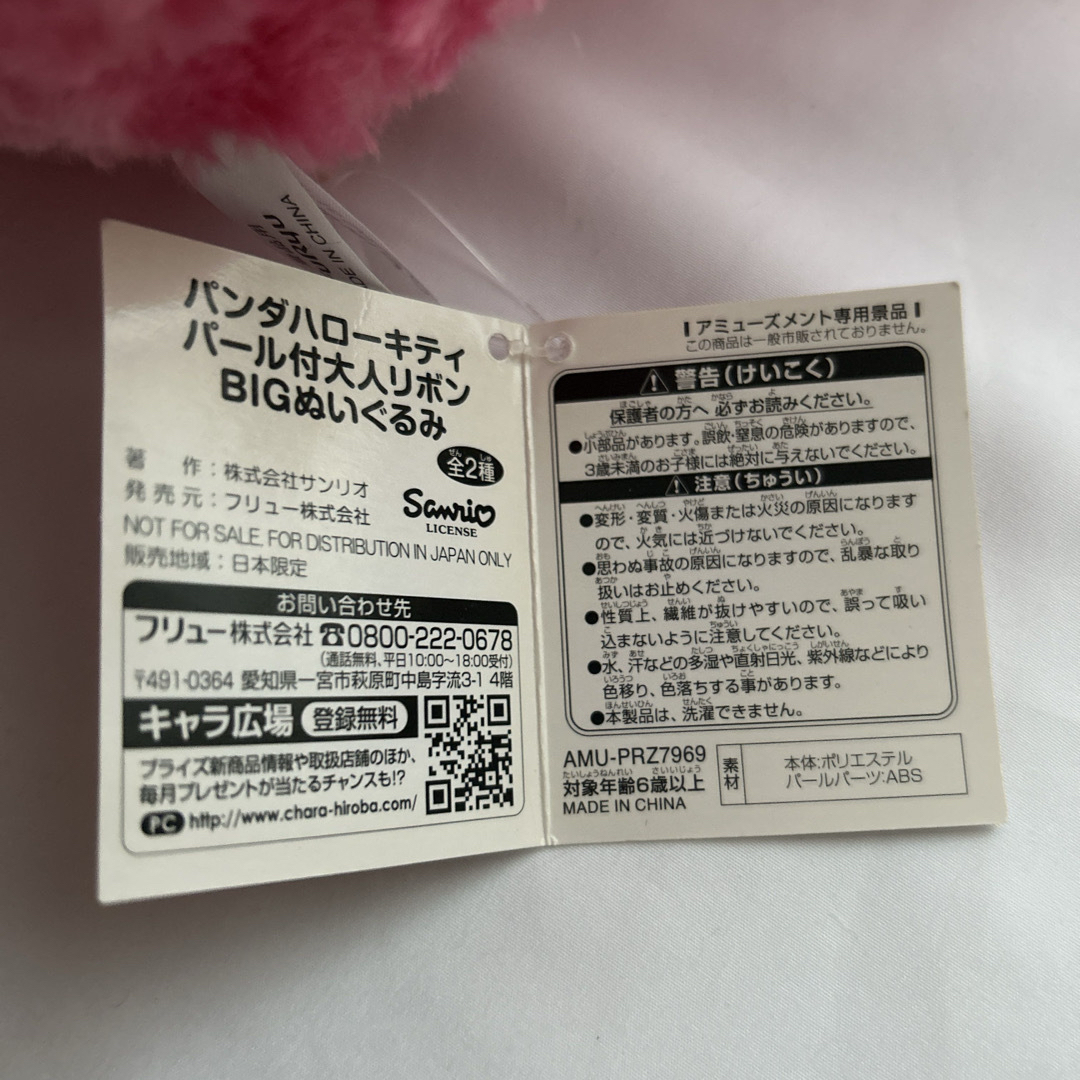 URYU
DE IN CHINA
パンダハローキティ
パール付大人リボン
BIGぬいぐるみ
全2種
著　作：株式会社サンリオ
発売元：フリュー株式会社
Sanrio
LICENSE
NOT FOR SALE. FOR DISTRIBUTION IN JAPAN ONLY
販売地域：日本限定
お問い合わせ先
フリュー株式会社 ☎0800-222-0678
(通話無料、平日10:00〜18:00受付)
〒491-0364 愛知県一宮市萩原町中島字流3-1 4階
キャラ広場 登録無料
プライズ新商品情報や取扱店舗のほか、
毎月プレゼントが当たるチャンスも!?
PC http://www.chara-hiroba.com/
アミューズメント専用景品
この商品は一般市販されておりません。
⚠警告(けいこく)
保護者の方へ 必ずお読みください。
●小部品があります。誤飲・窒息の危険がありますので、
3歳未満のお子様には絶対に与えないでください。
⚠注意(ちゅうい)
●変形・変質・火傷または火災の原因になります
ので、火気には近づけないでください。
●思わぬ事故の原因になりますので、乱暴な取り
扱いはお止めください。
●性質上、繊維が抜けやすいので、誤って吸い
込まないように注意してください。
●水、汗などの多湿や直射日光、紫外線などにより
色移り、色落ちする事があります。
●本製品は、洗濯できません。
AMU-PRZ7969
対象年齢6歳以上
MADE IN CHINA
素材
本体:ポリエステル
パールパーツ:ABS